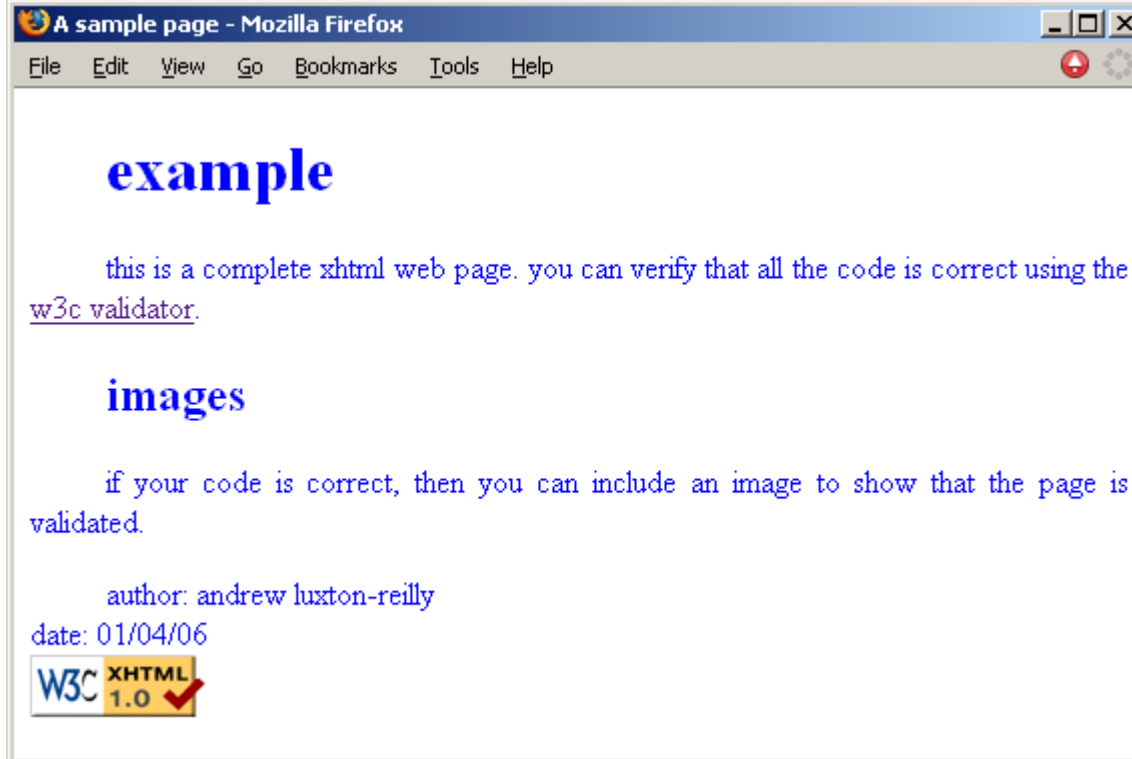 A sample page - Mozilla Firefox
File Edit View Go Bookmarks Tools Help
example
this is a complete xhtml web page. you can verify that all the code is correct using the
w3c validator.
images
if your code is correct, then you can include an image to show that the page is
validated.
author: andrew luxton-reilly
date: 01/04/06
W3C XHTML
1.0